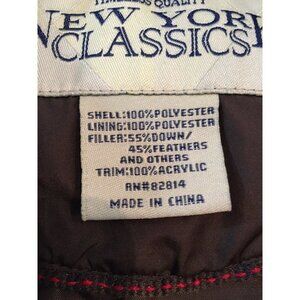 TIMELESS QUALITY
NEW YORK
CLASSICS
SHELL:100%POLYESTER
LINING:100%POLYESTER
FILLER:55%DOWN/
45%FEATHERS
AND OTHERS
TRIM:100%ACRYLIC
RN#82814
MADE IN CHINA